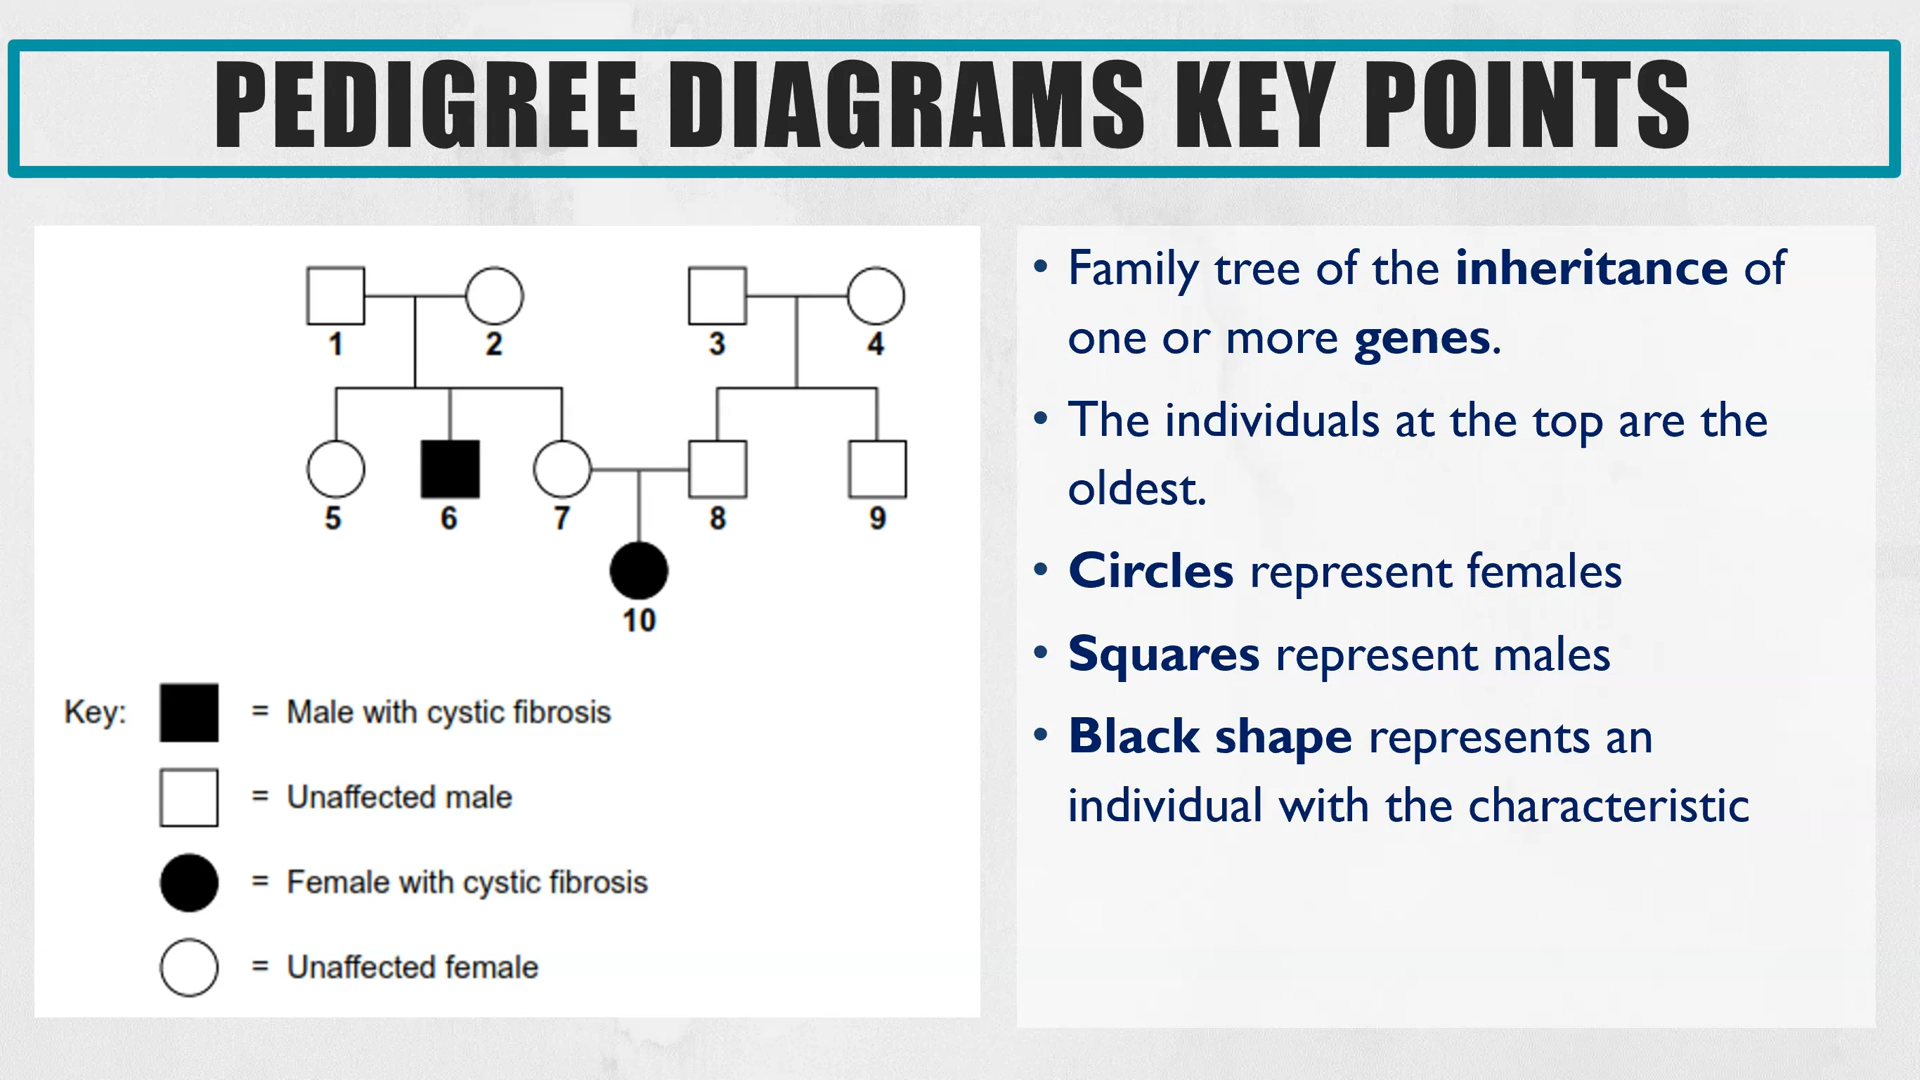 PEDIGREE DIAGRAMS KEY POINTS
1 2 3 4
5 6 7 8 9
10
Key: = Male with cystic fibrosis
= Unaffected male
= Female with cystic fibrosis
= Unaffected female
• Family tree of the inheritance of
one or more genes.
• The individuals at the top are the
oldest.
• Circles represent females
• Squares represent males
• Black shape represents an
individual with the characteristic